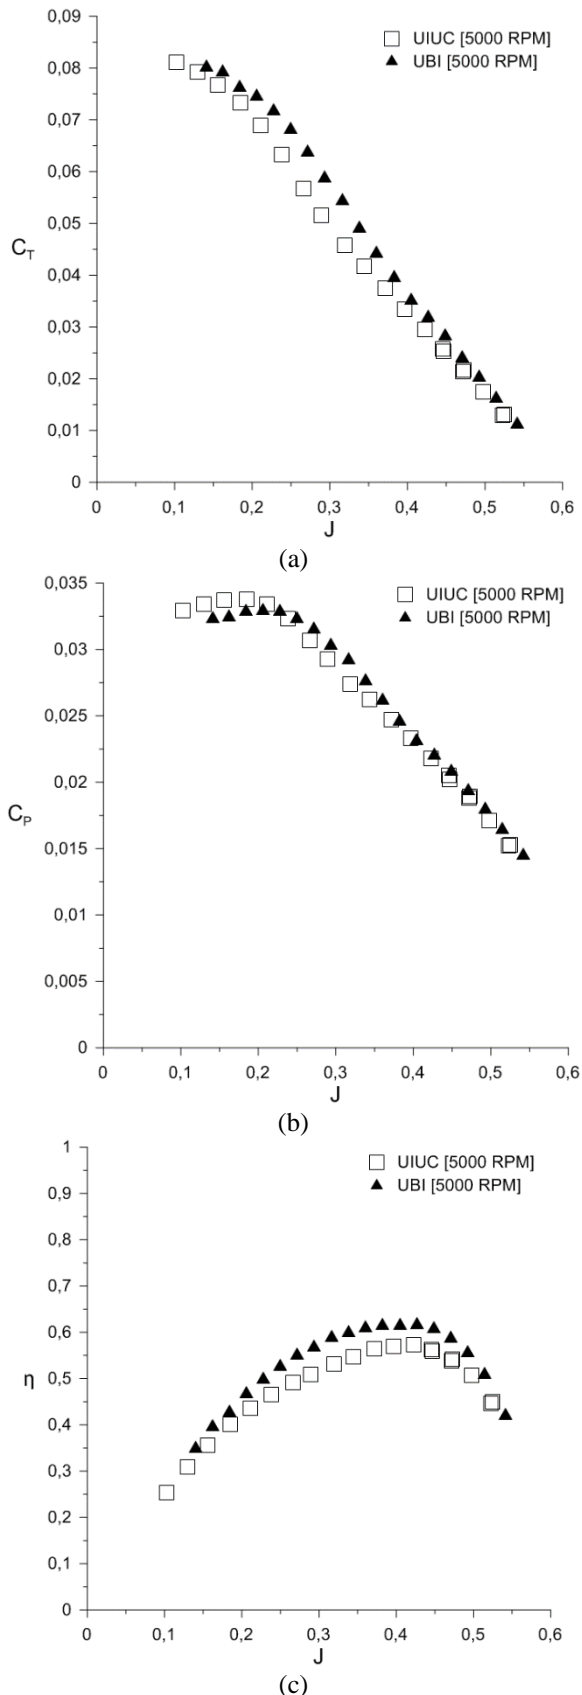 0,09
UIUC [5000 RPM]
0,08
UBI [5000 RPM]
0,07
0,06
0,05
C_T
0,04
0,03
0,02
0,01
0
0 0,1 0,2 0,3 0,4 0,5 0,6
J
(a)
0,035
UIUC [5000 RPM]
UBI [5000 RPM]
0,03
0,025
0,02
C_P
0,015
0,01
0,005
0
0 0,1 0,2 0,3 0,4 0,5 0,6
J
(b)
1
UIUC [5000 RPM]
0,9
UBI [5000 RPM]
0,8
0,7
0,6
η
0,5
0,4
0,3
0,2
0,1
0
0 0,1 0,2 0,3 0,4 0,5 0,6
J
(c)